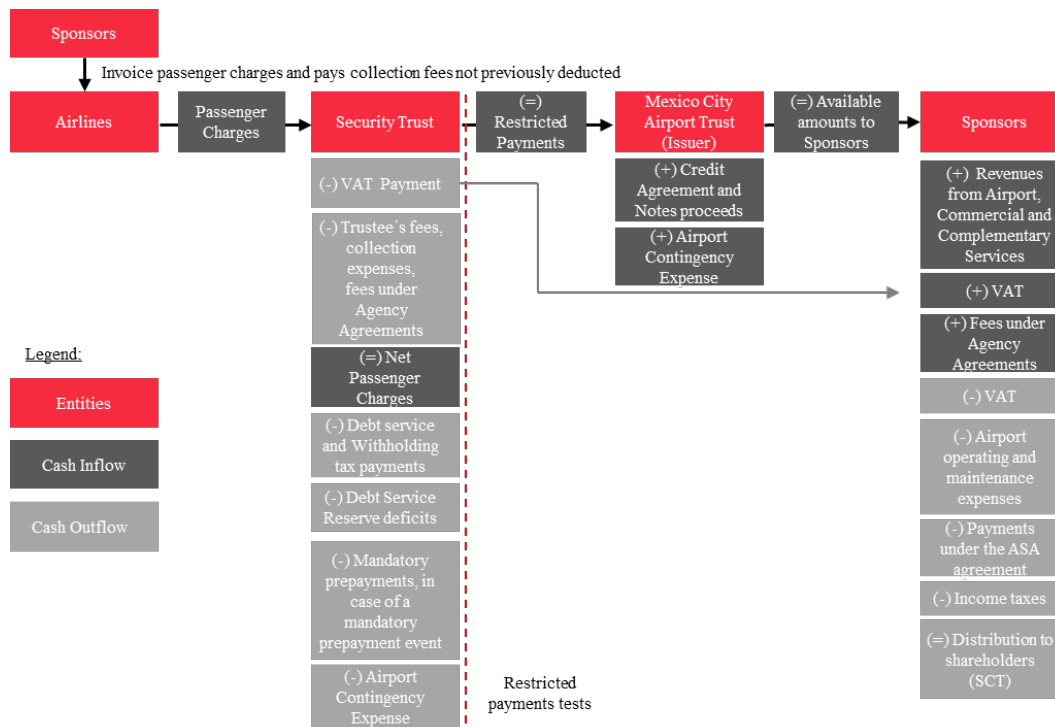 Sponsors
Invoice passenger charges and pays collection fees not previously deducted
Airlines
Passenger
Charges
Security Trust
(=)
Restricted
Payments
Mexico City
Airport Trust
(Issuer)
(=) Available
amounts to
Sponsors
Sponsors
(-) VAT Payment
(-) Trustee´s fees,
collection
expenses,
fees under
Agency
Agreements
(=) Net
Passenger
Charges
(-) Debt service
and Withholding
tax payments
(-) Debt Service
Reserve deficits
(-) Mandatory
prepayments, in
case of a
mandatory
prepayment event
(-) Airport
Contingency
Expense
(+) Credit
Agreement and
Notes proceeds
(+) Airport
Contingency
Expense
(+) Revenues
from Airport,
Commercial and
Complementary
Services
(+) VAT
(+) Fees under
Agency
Agreements
(-) VAT
(-) Airport
operating and
maintenance
expenses
(-) Payments
under the ASA
agreement
(-) Income taxes
(=) Distribution to
shareholders
(SCT)
Legend:
Entities
Cash Inflow
Cash Outflow
Restricted
payments tests